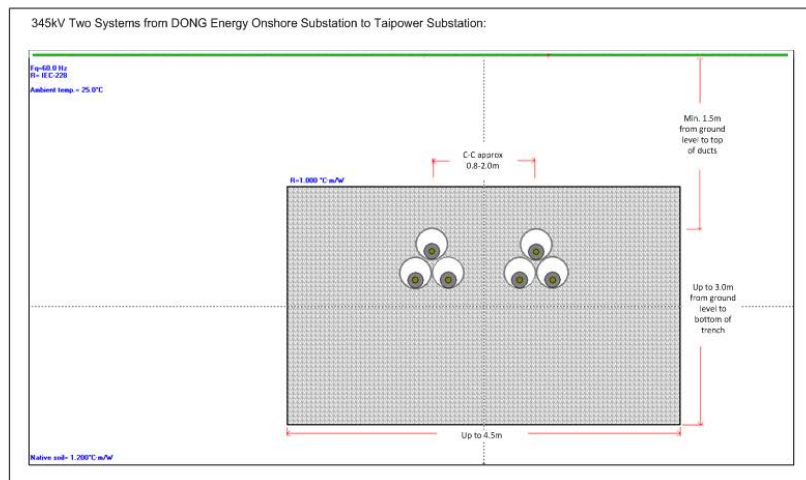 345kV Two Systems from DONG Energy Onshore Substation to Taipower Substation:
Fq=60.0 Hz
R= IEC-228
Ambient temp.= 25.0°C
Min. 1.5m
from ground
level to top
of ducts
C-C approx
0.8-2.0m
R=1.000 °C·m/W
Up to 3.0m
from ground
level to
bottom of
trench
Up to 4.5m
Native soil= 1.200°C·m/W